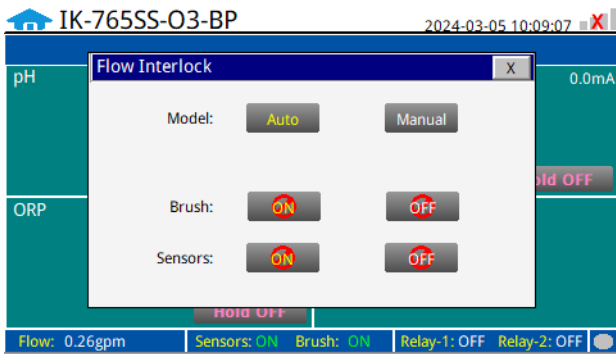 IK-765SS-O3-BP
2024-03-05 10:09:07
X
Flow Interlock
X
pH
0.0mA
Model:
Auto
Manual
old OFF
Brush:
ON
OFF
ORP
Sensors:
ON
OFF
Hold OFF
Flow: 0.26gpm
Sensors: ON
Brush: ON
Relay-1: OFF
Relay-2: OFF